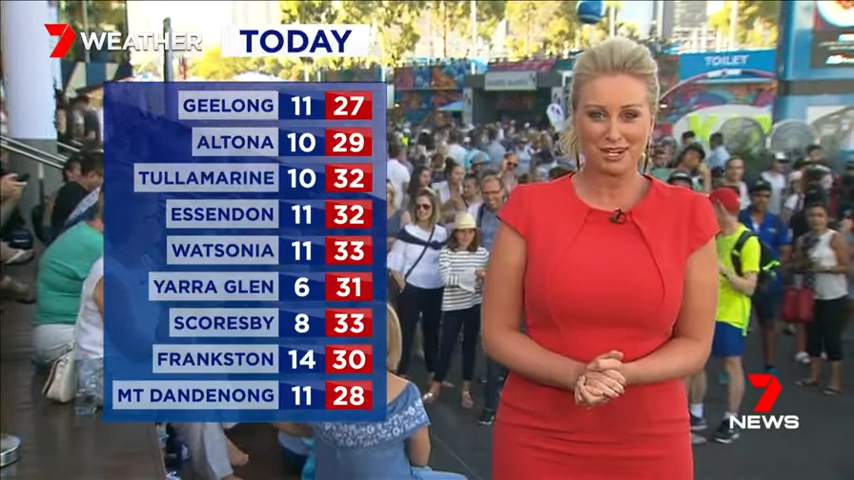 7 WEATHER TODAY
GEELONG 11 27
ALTONA 10 29
TULLAMARINE 10 32
ESSENDON 11 32
WATSONIA 11 33
YARRA GLEN 6 31
SCORESBY 8 33
FRANKSTON 14 30
MT DANDENONG 11 28
TOILET
7
NEWS